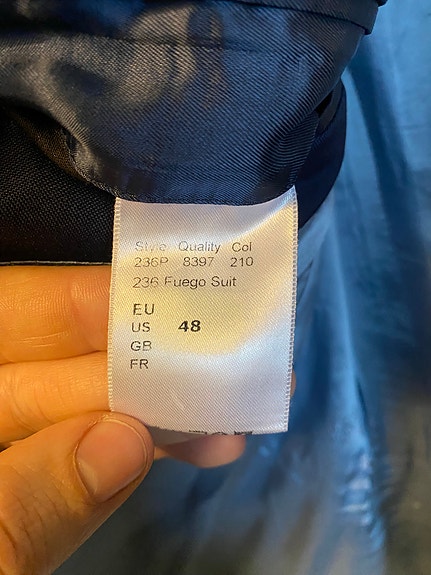 Style Quality Col
236P 8397 210
236 Fuego Suit
EU
US 48
GB
FR